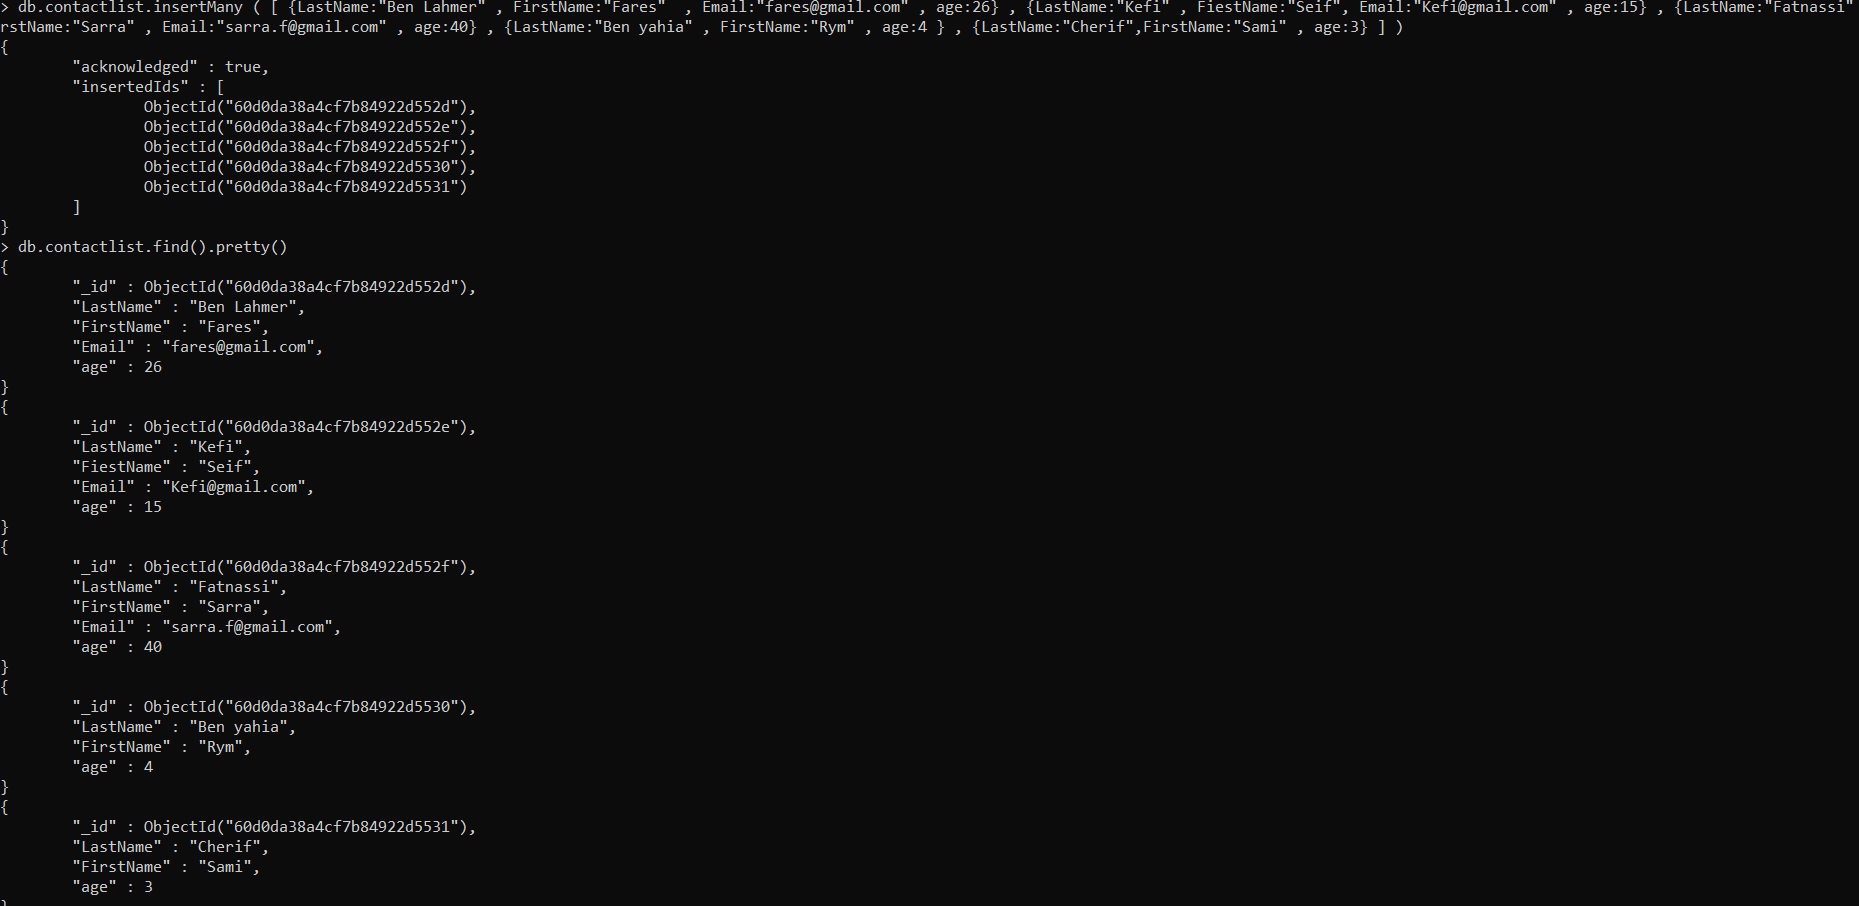 > db.contactlist.insertMany ( [ {LastName:"Ben Lahmer" , FirstName:"Fares"  , Email:"fares@gmail.com" , age:26} , {LastName:"Kefi" , FiestName:"Seif", Email:"Kefi@gmail.com" , age:15} , {LastName:"Fatnassi"
rstName:"Sarra" , Email:"sarra.f@gmail.com" , age:40} , {LastName:"Ben yahia" , FirstName:"Rym" , age:4 } , {LastName:"Cherif",FirstName:"Sami" , age:3} ] )
{
        "acknowledged" : true,
        "insertedIds" : [
                ObjectId("60d0da38a4cf7b84922d552d"),
                ObjectId("60d0da38a4cf7b84922d552e"),
                ObjectId("60d0da38a4cf7b84922d552f"),
                ObjectId("60d0da38a4cf7b84922d5530"),
                ObjectId("60d0da38a4cf7b84922d5531")
        ]
}
> db.contactlist.find().pretty()
{
        "_id" : ObjectId("60d0da38a4cf7b84922d552d"),
        "LastName" : "Ben Lahmer",
        "FirstName" : "Fares",
        "Email" : "fares@gmail.com",
        "age" : 26
}
{
        "_id" : ObjectId("60d0da38a4cf7b84922d552e"),
        "LastName" : "Kefi",
        "FiestName" : "Seif",
        "Email" : "Kefi@gmail.com",
        "age" : 15
}
{
        "_id" : ObjectId("60d0da38a4cf7b84922d552f"),
        "LastName" : "Fatnassi",
        "FirstName" : "Sarra",
        "Email" : "sarra.f@gmail.com",
        "age" : 40
}
{
        "_id" : ObjectId("60d0da38a4cf7b84922d5530"),
        "LastName" : "Ben yahia",
        "FirstName" : "Rym",
        "age" : 4
}
{
        "_id" : ObjectId("60d0da38a4cf7b84922d5531"),
        "LastName" : "Cherif",
        "FirstName" : "Sami",
        "age" : 3
}